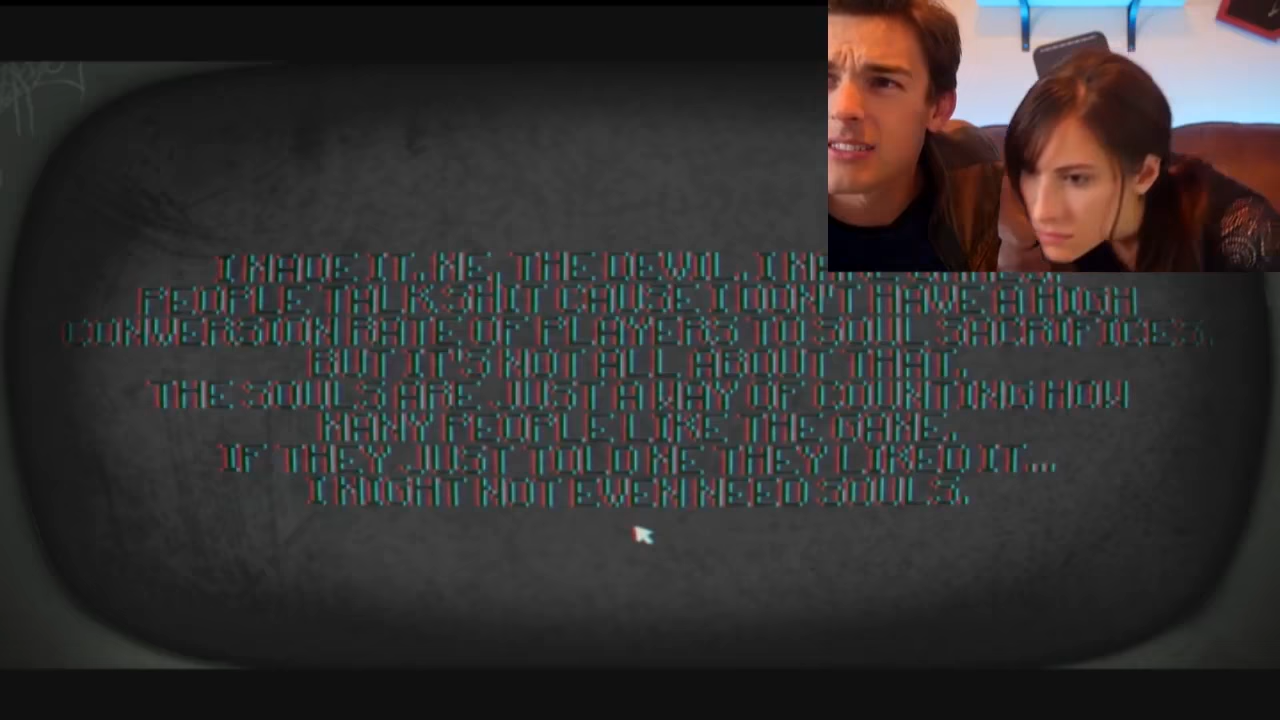 I MADE IT. ME, THE DEVIL. I MAKE
PEOPLE TALK SHIT CAUSE I DON'T HAVE A HIGH
CONVERSION RATE OF PLAYERS TO SOUL SACRIFICES.
BUT IT'S NOT ALL ABOUT THAT.
THE SOULS ARE JUST A WAY OF COUNTING HOW
MANY PEOPLE LIKE THE GAME.
IF THEY JUST TOLD ME THEY LIKED IT...
I MIGHT NOT EVEN NEED SOULS.